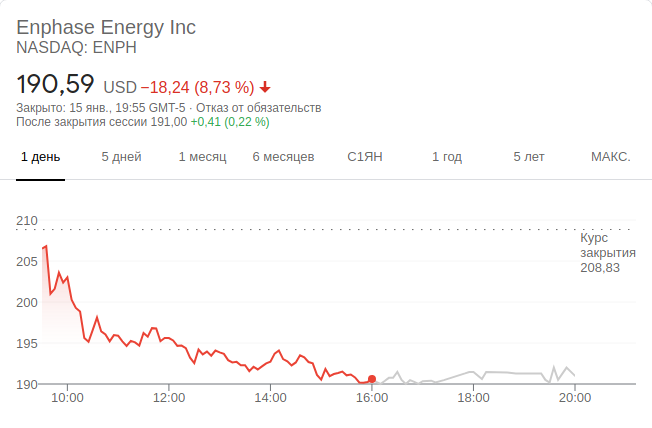 Enphase Energy Inc
NASDAQ: ENPH
190,59 USD −18,24 (8,73 %)
Закрыто: 15 янв., 19:55 GMT-5 · Отказ от обязательств
После закрытия сессии 191,00 +0,41 (0,22 %)
1 день 5 дней 1 месяц 6 месяцев С1ЯН 1 год 5 лет МАКС.
210
Курс
закрытия
208,83
205
200
195
190
10:00 12:00 14:00 16:00 18:00 20:00